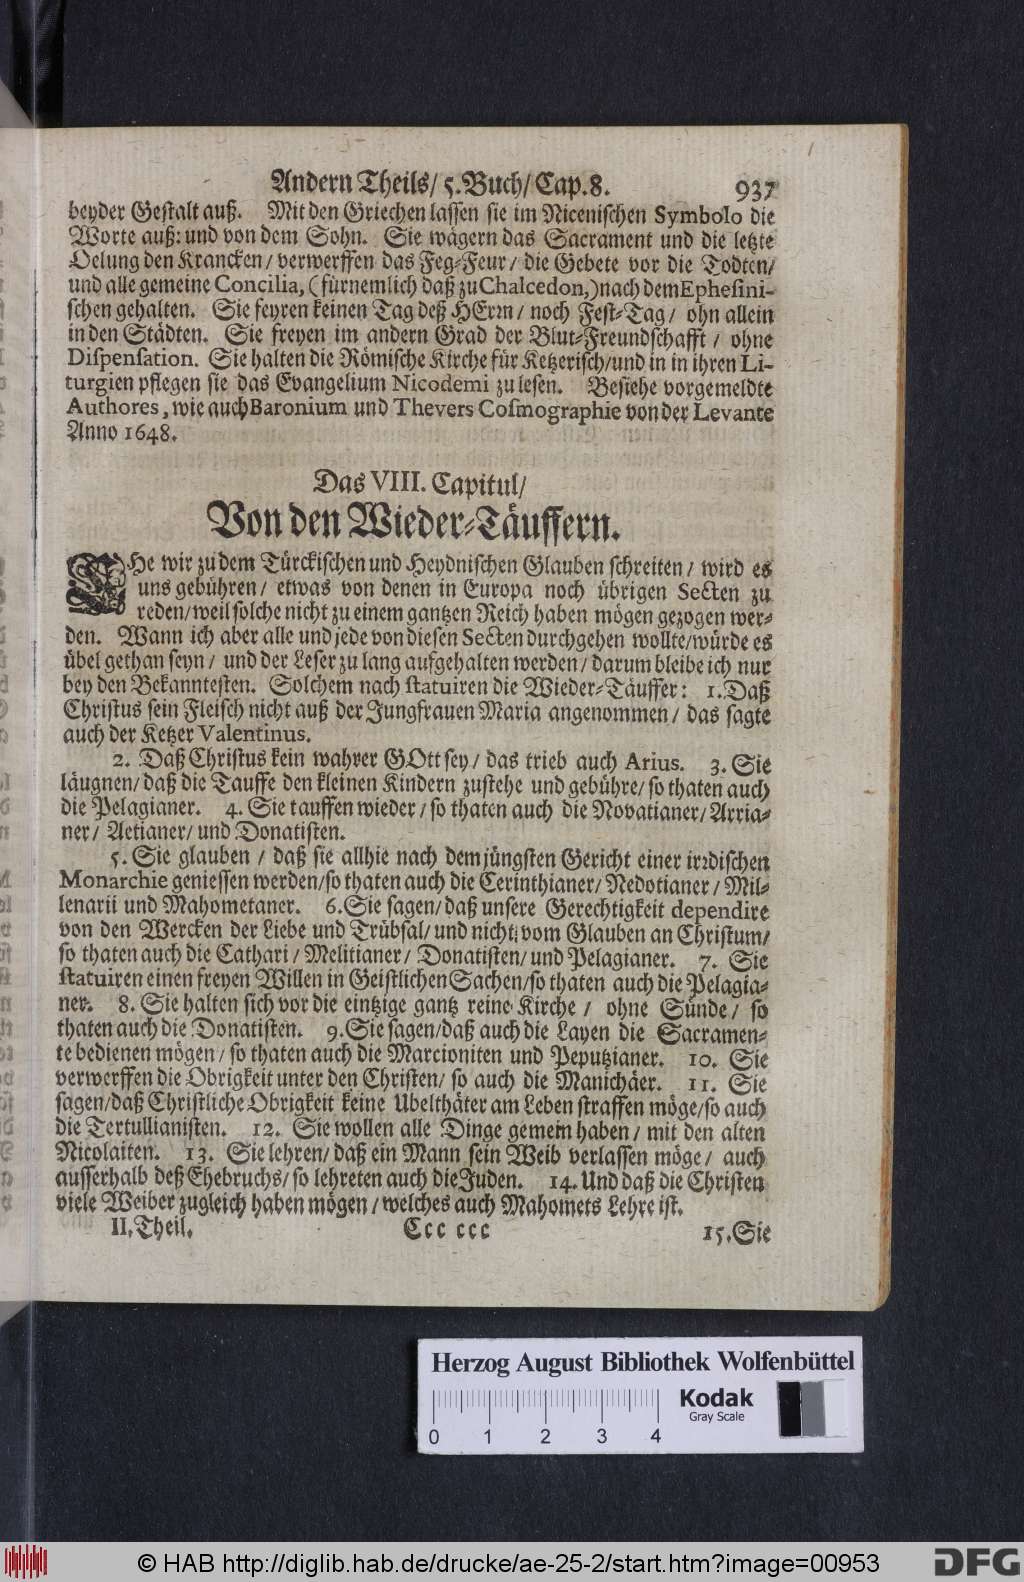 Andern Theils/ 5. Buch/ Cap. 8. 937
beyder Gestalt auß. Mit den Griechen lassen sie im Nicenischen Symbolo die
Worte auß: und von dem Sohn. Sie wägern das Sacrament und die letzte
Oelung den Krancken/ verwerffen das Feg-Feur/ die Gebete vor die Todten/
und alle gemeine Concilia, (fürnemlich daß zu Chalcedon,) nach dem Ephesini-
schen gehalten. Sie feyren keinen Tag deß HErrn/ noch Fest-Tag/ ohn allein
in den Städten. Sie freyen im andern Grad der Blut-Freundschafft/ ohne
Dispensation. Sie halten die Römische Kirche für Ketzerisch/und in in ihren Li-
turgien pflegen sie das Evangelium Nicodemi zu lesen. Besiehe vorgemeldte
Authores, wie auch Baronium und Thevers Cosmographie von der Levante
Anno 1648.
Das VIII. Capitul/
Von den Wieder-Täuffern.
EHe wir zu dem Türckischen und Heydnischen Glauben schreiten/ wird es
uns gebühren/ etwas von denen in Europa noch übrigen Secten zu
reden/ weil solche nicht zu einem gantzen Reich haben mögen gezogen wer-
den. Wann ich aber alle und jede von diesen Secten durchgehen wollte/würde es
übel gethan seyn/ und der Leser zu lang aufgehalten werden/ darum bleibe ich nur
bey den Bekanntesten. Solchem nach statuiren die Wieder-Täuffer: 1. Daß
Christus sein Fleisch nicht auß der Jungfrauen Maria angenommen/ das sagte
auch der Ketzer Valentinus.
2. Daß Christus kein wahrer GOtt sey/ das trieb auch Arius. 3. Sie
läugnen/ daß die Tauffe den kleinen Kindern zustehe und gebühre/ so thaten auch
die Pelagianer. 4. Sie tauffen wieder/ so thaten auch die Novatianer/ Arria-
ner/ Aetianer/ und Donatisten.
5. Sie glauben/ daß sie allhie nach dem jüngsten Gericht einer irrdischen
Monarchie geniessen werden/so thaten auch die Cerinthianer/ Nedotianer/ Mil-
lenarii und Mahometaner. 6. Sie sagen/ daß unsere Gerechtigkeit dependire
von den Wercken der Liebe und Trübsal/ und nicht vom Glauben an Christum/
so thaten auch die Cathari/ Melitianer/ Donatisten/ und Pelagianer. 7. Sie
statuiren einen freyen Willen in Geistlichen Sachen/so thaten auch die Pelagia-
ner. 8. Sie halten sich vor die eintzige gantz reine Kirche/ ohne Sünde/ so
thaten auch die Donatisten. 9. Sie sagen/ daß auch die Layen die Sacramen-
te bedienen mögen/ so thaten auch die Marcioniten und Peputzianer. 10. Sie
verwerffen die Obrigkeit unter den Christen/ so auch die Manichäer. 11. Sie
sagen/daß Christliche Obrigkeit keine Ubelthäter am Leben straffen möge/so auch
die Tertullianisten. 12. Sie wollen alle Dinge gemein haben/ mit den alten
Nicolaiten. 13. Sie lehren/ daß ein Mann sein Weib verlassen möge/ auch
ausserhalb deß Ehebruchs/ so lehreten auch die Juden. 14. Und daß die Christen
viele Weiber zugleich haben mögen/ welches auch Mahomets Lehre ist.
II. Theil. Ccc ccc 15. Sie
Herzog August Bibliothek Wolfenbüttel
Kodak
Gray Scale
0 1 2 3 4
© HAB http://diglib.hab.de/drucke/ae-25-2/start.htm?image=00953
DFG